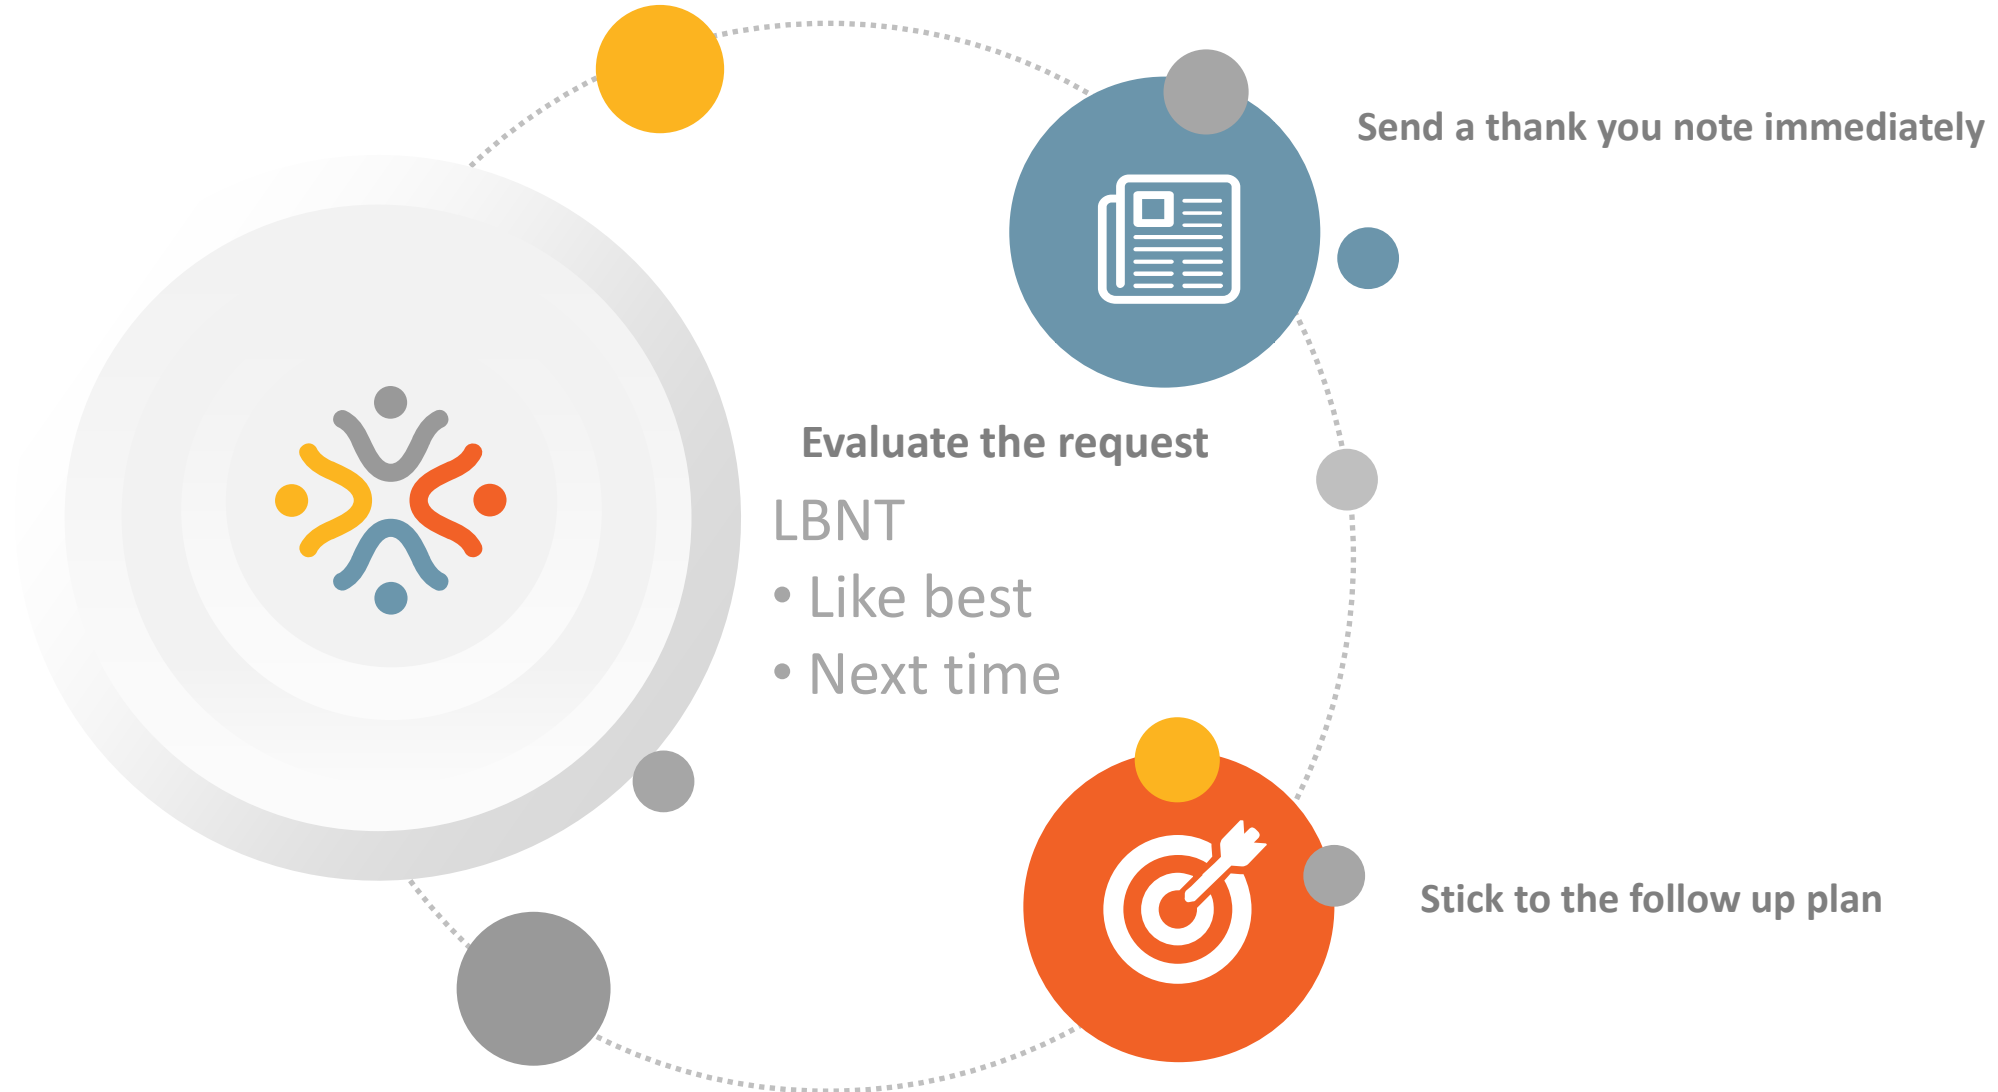 Send a thank you note immediately
Evaluate the request
LBNT
• Like best
• Next time
Stick to the follow up plan